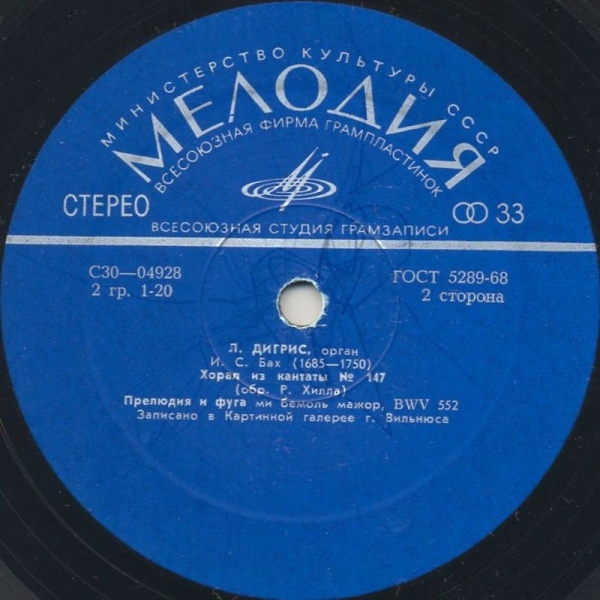 МИНИСТЕРСТВО КУЛЬТУРЫ СССР
МЕЛОДИЯ
ВСЕСОЮЗНАЯ ФИРМА ГРАМПЛАСТИНОК
СТЕРЕО
33
ВСЕСОЮЗНАЯ СТУДИЯ ГРАМЗАПИСИ
С30—04928
ГОСТ 5289-68
2 гр. 1-20
2 сторона
Л. ДИГРИС, орган
И. С. Бах (1685—1750)
Хорал из кантаты № 147
(обр. Р. Хилла)
Прелюдия и фуга ми бемоль мажор, BWV 552
Записано в Картинной галерее г. Вильнюса